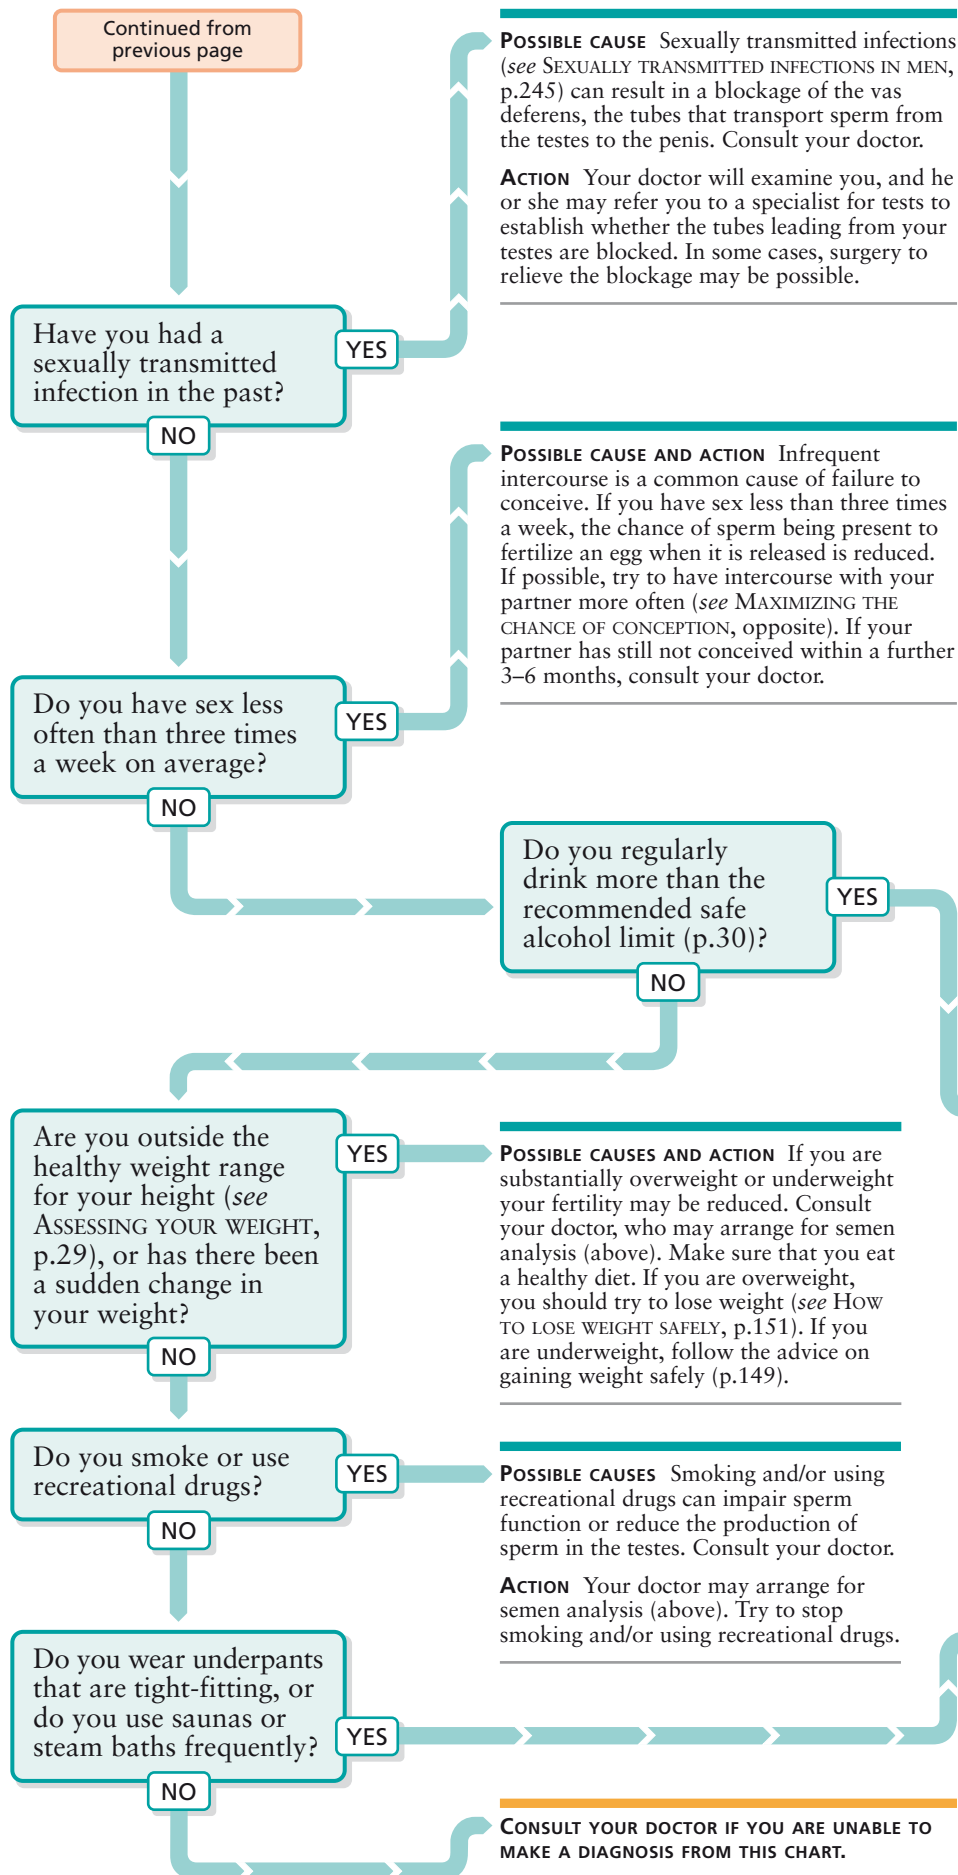 Continued from
previous page
POSSIBLE CAUSE Sexually transmitted infections
(see SEXUALLY TRANSMITTED INFECTIONS IN MEN,
p.245) can result in a blockage of the vas
deferens, the tubes that transport sperm from
the testes to the penis. Consult your doctor.
ACTION Your doctor will examine you, and he
or she may refer you to a specialist for tests to
establish whether the tubes leading from your
testes are blocked. In some cases, surgery to
relieve the blockage may be possible.
Have you had a
sexually transmitted
infection in the past?
YES
NO
POSSIBLE CAUSE AND ACTION Infrequent
intercourse is a common cause of failure to
conceive. If you have sex less than three times
a week, the chance of sperm being present to
fertilize an egg when it is released is reduced.
If possible, try to have intercourse with your
partner more often (see MAXIMIZING THE
CHANCE OF CONCEPTION, opposite). If your
partner has still not conceived within a further
3–6 months, consult your doctor.
Do you have sex less
often than three times
a week on average?
YES
NO
Do you regularly
drink more than the
recommended safe
alcohol limit (p.30)?
YES
NO
Are you outside the
healthy weight range
for your height (see
ASSESSING YOUR WEIGHT,
p.29), or has there been
a sudden change in
your weight?
YES
NO
POSSIBLE CAUSES AND ACTION If you are
substantially overweight or underweight
your fertility may be reduced. Consult
your doctor, who may arrange for semen
analysis (above). Make sure that you eat
a healthy diet. If you are overweight,
you should try to lose weight (see HOW
TO LOSE WEIGHT SAFELY, p.151). If you
are underweight, follow the advice on
gaining weight safely (p.149).
Do you smoke or use
recreational drugs?
YES
NO
POSSIBLE CAUSES Smoking and/or using
recreational drugs can impair sperm
function or reduce the production of
sperm in the testes. Consult your doctor.
ACTION Your doctor may arrange for
semen analysis (above). Try to stop
smoking and/or using recreational drugs.
Do you wear underpants
that are tight-fitting, or
do you use saunas or
steam baths frequently?
YES
NO
CONSULT YOUR DOCTOR IF YOU ARE UNABLE TO
MAKE A DIAGNOSIS FROM THIS CHART.